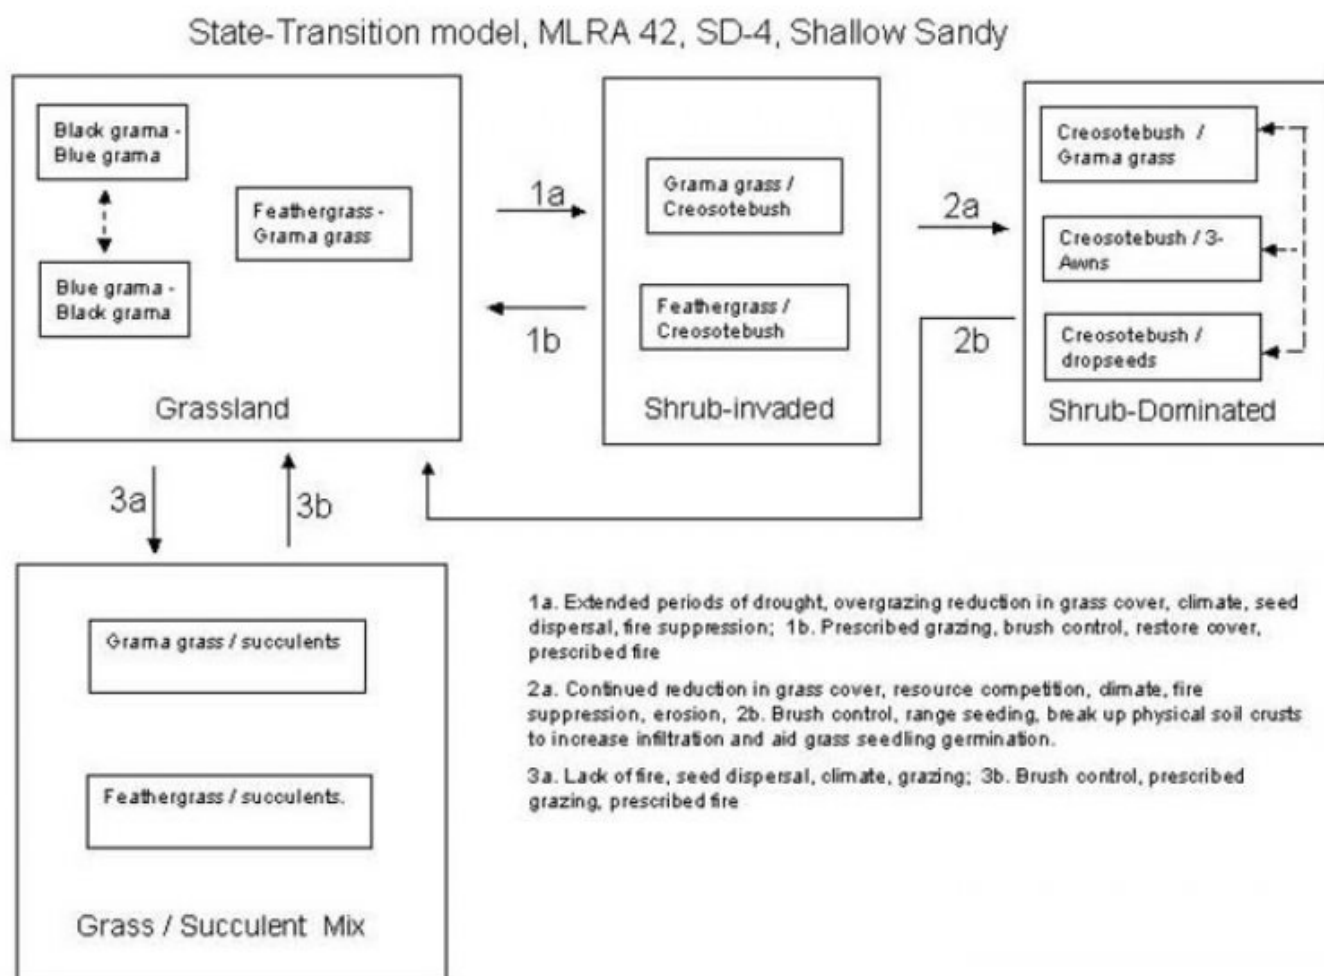 State-Transition model, MLRA 42, SD-4, Shallow Sandy
Black grama -
Blue grama
Feathergrass -
Grama grass
Blue grama -
Black grama
Grassland
1a
1b
Grama grass /
Creosotebush
Feathergrass /
Creosotebush
Shrub-invaded
2a
2b
Creosotebush /
Grama grass
Creosotebush / 3-
Awns
Creosotebush /
dropseeds
Shrub-Dominated
3a
3b
Grama grass / succulents
Feathergrass / succulents.
Grass / Succulent Mix
1a. Extended periods of drought, overgrazing reduction in grass cover, climate, seed
dispersal, fire suppression; 1b. Prescribed grazing, brush control, restore cover,
prescribed fire
2a. Continued reduction in grass cover, resource competition, climate, fire
suppression, erosion, 2b. Brush control, range seeding, break up physical soil crusts
to increase infiltration and aid grass seedling germination.
3a. Lack of fire, seed dispersal, climate, grazing; 3b. Brush control, prescribed
grazing, prescribed fire